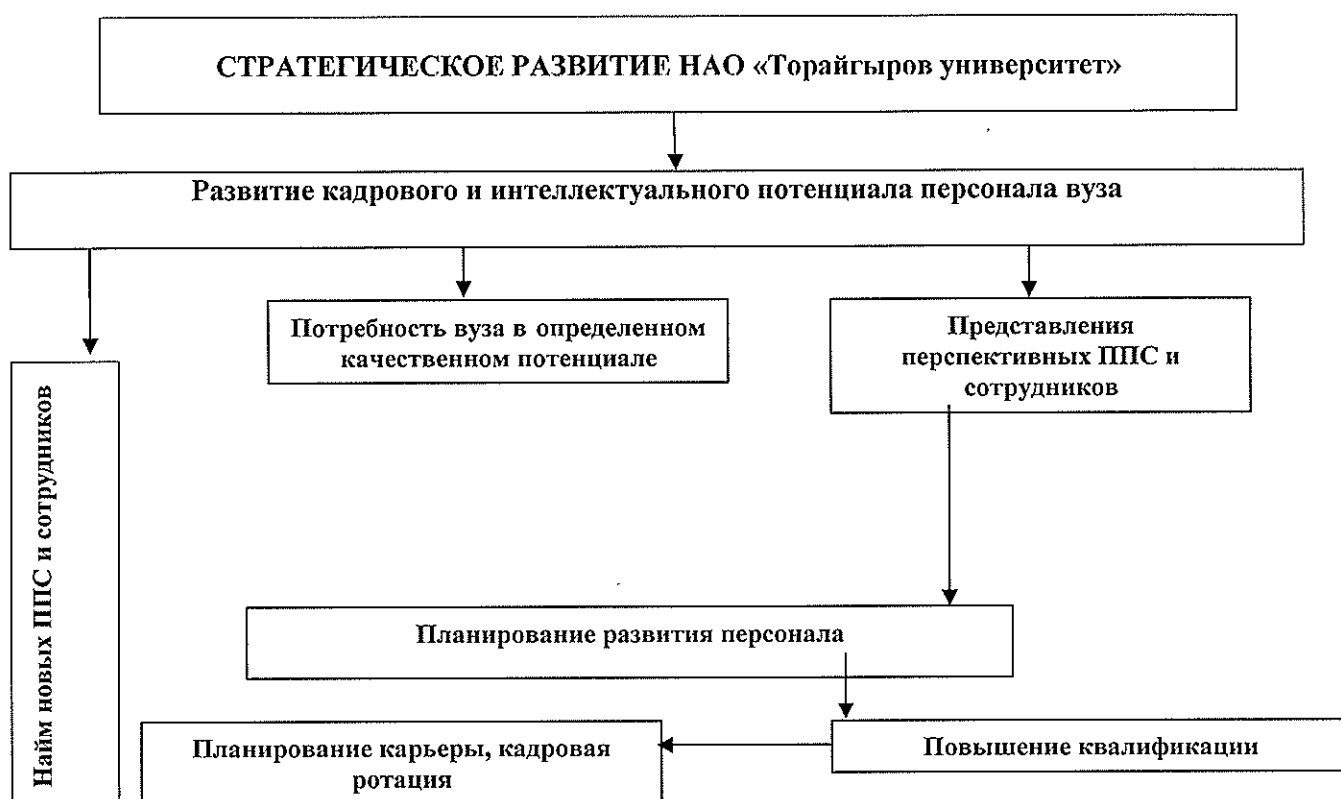 СТРАТЕГИЧЕСКОЕ РАЗВИТИЕ НАО «Торайгыров университет»
Развитие кадрового и интеллектуального потенциала персонала вуза
Потребность вуза в определенном
качественном потенциале
Представления
перспективных ППС и
сотрудников
Найм новых ППС и сотрудников
Планирование развития персонала
Планирование карьеры, кадровая
ротация
Повышение квалификации